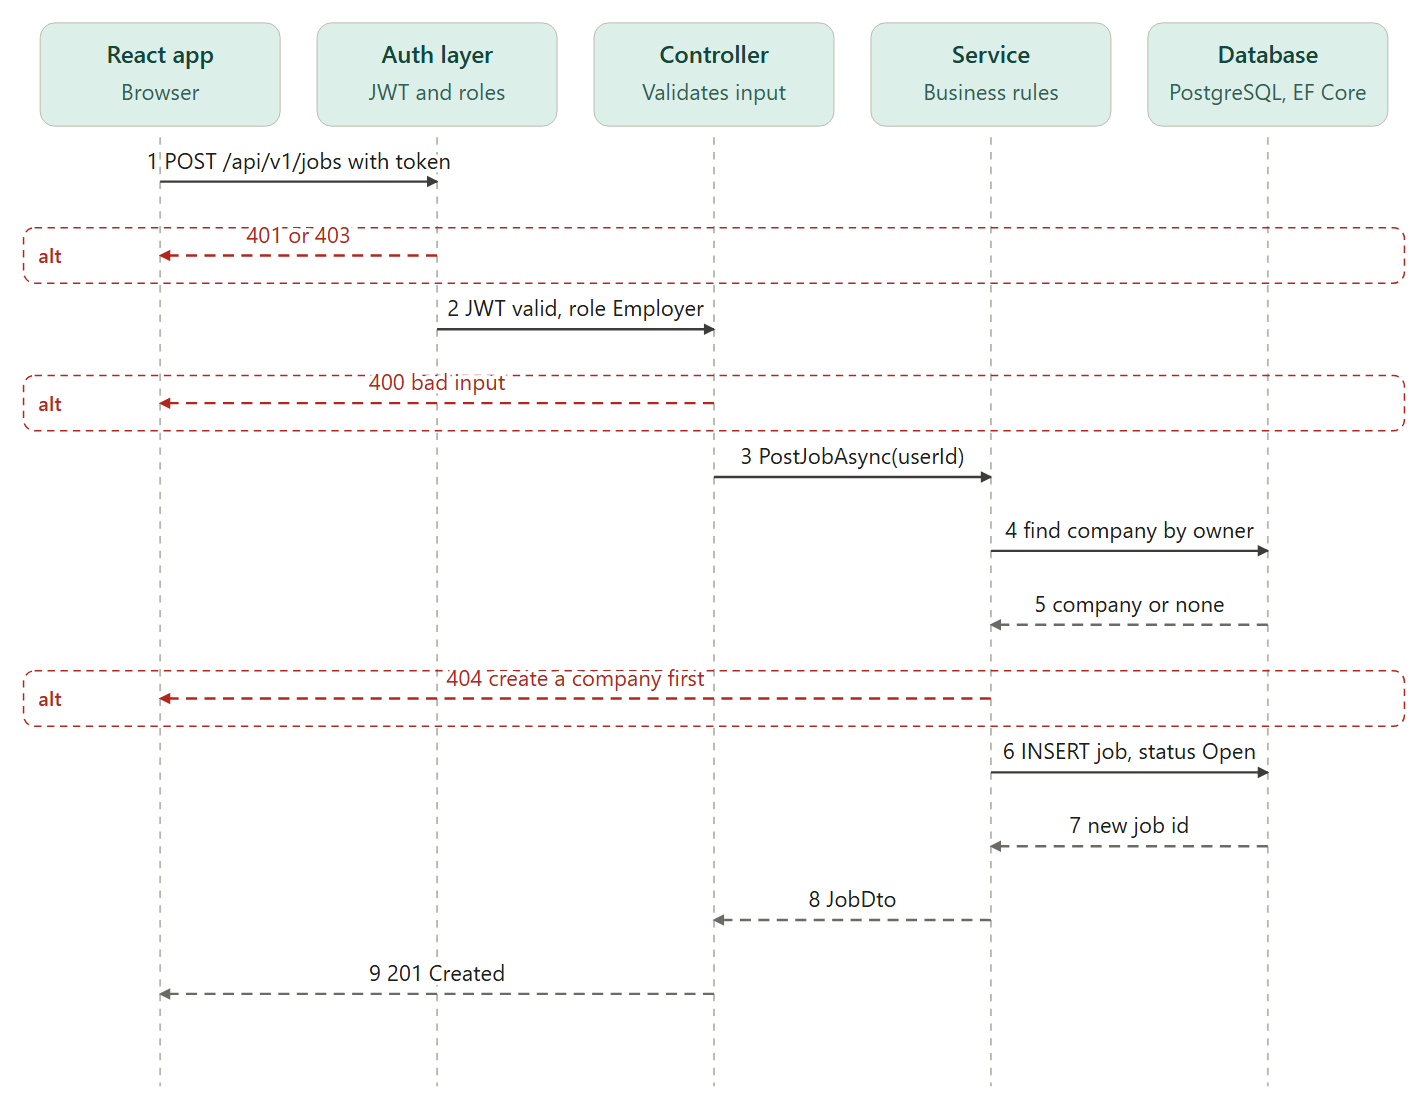 React app
Browser
Auth layer
JWT and roles
Controller
Validates input
Service
Business rules
Database
PostgreSQL, EF Core
1 POST /api/v1/jobs with token
401 or 403
alt
2 JWT valid, role Employer
400 bad input
alt
3 PostJobAsync(userId)
4 find company by owner
5 company or none
404 create a company first
alt
6 INSERT job, status Open
7 new job id
8 JobDto
9 201 Created